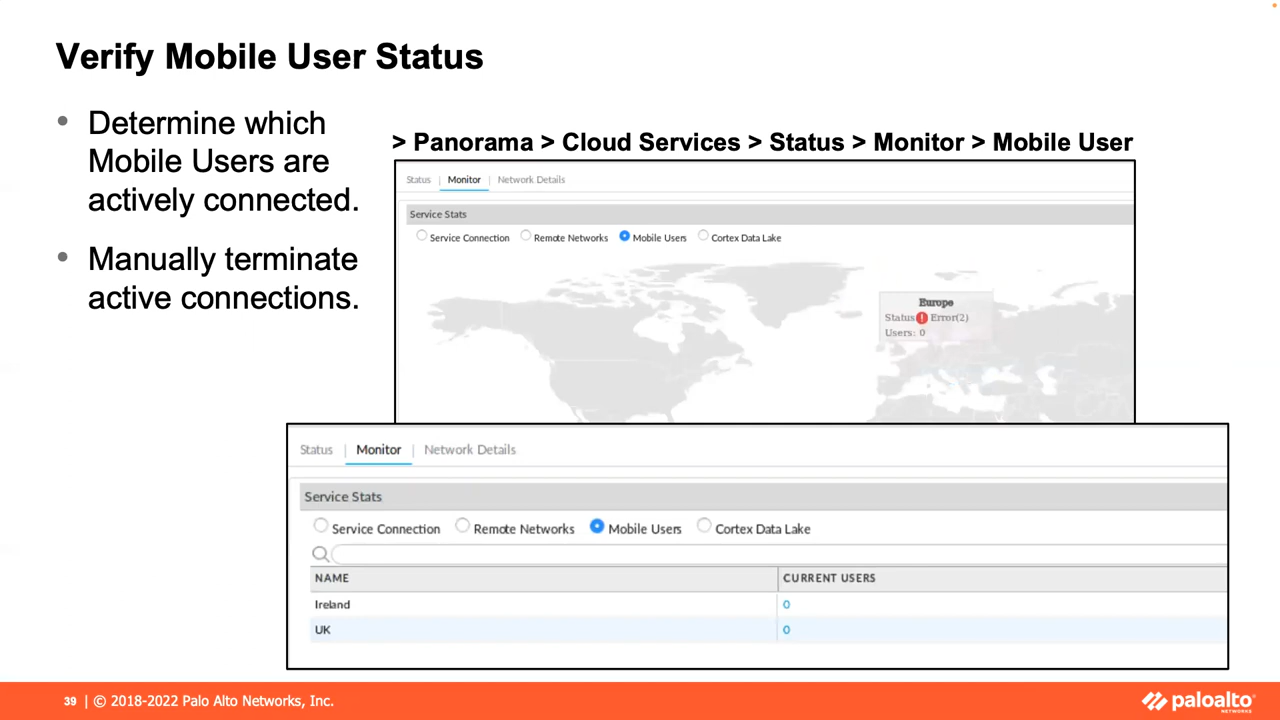 Verify Mobile User Status
• Determine which
Mobile Users are
actively connected.
• Manually terminate
active connections.
> Panorama > Cloud Services > Status > Monitor > Mobile User
Status | Monitor | Network Details
Service Stats
Service Connection Remote Networks Mobile Users Cortex Data Lake
Europe
Status: Error(2)
Users: 0
Status | Monitor | Network Details
Service Stats
Service Connection Remote Networks Mobile Users Cortex Data Lake
NAME CURRENT USERS
Ireland 0
UK 0
39 | © 2018-2022 Palo Alto Networks, Inc.
paloalto
NETWORKS